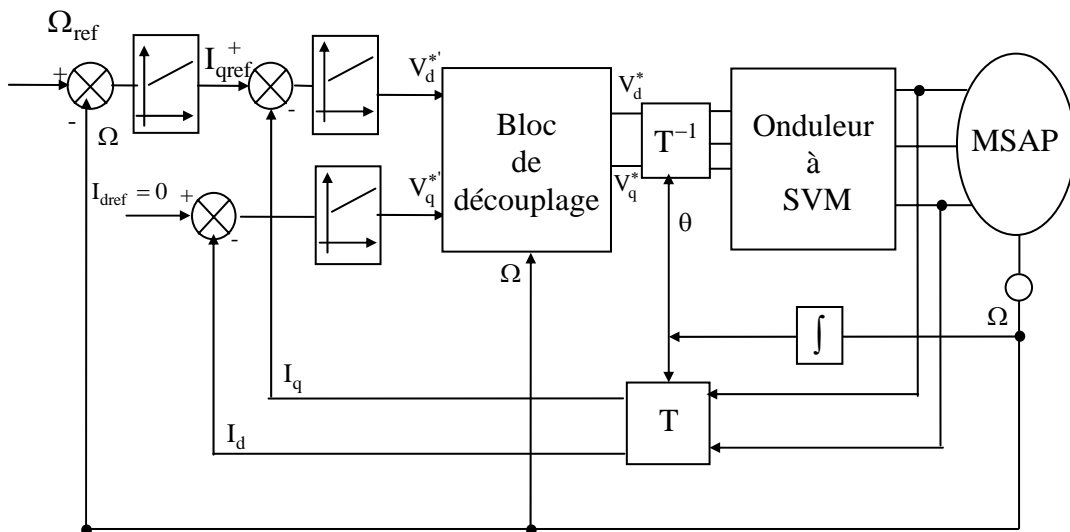 Ω_ref
+
-
Ω
I_qref
+
-
V_d^*'
V_d^*
Bloc
de
découplage
T^−1
Onduleur
à
SVM
MSAP
I_dref = 0
+
-
V_q^*'
V_q^*
θ
Ω
∫
Ω
I_q
T
I_d